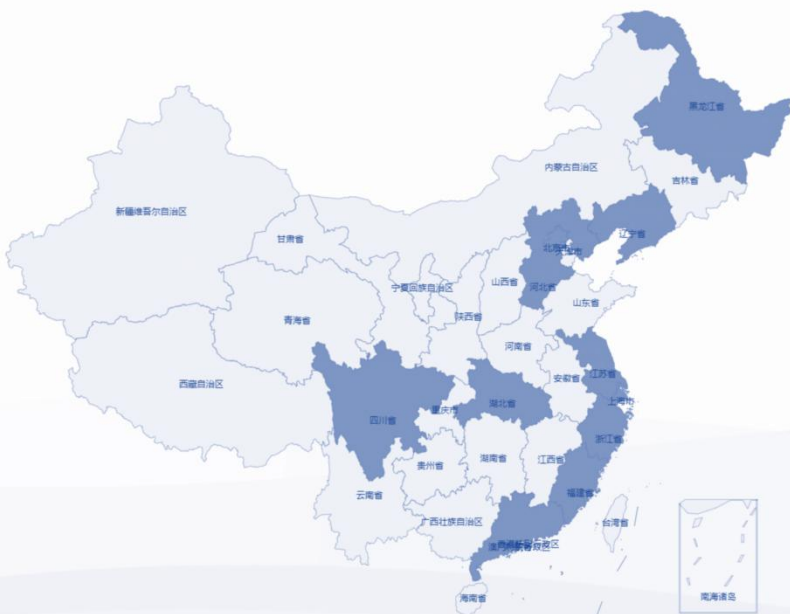 黑龙江省
内蒙古自治区
吉林省
新疆维吾尔自治区
辽宁省
甘肃省
北京市
天津市
山西省
宁夏回族自治区
河北省
山东省
陕西省
青海省
河南省
江苏省
安徽省
西藏自治区
上海市
湖北省
重庆市
四川省
浙江省
湖南省
江西省
贵州省
福建省
云南省
广西壮族自治区
台湾省
海南省
南海诸岛